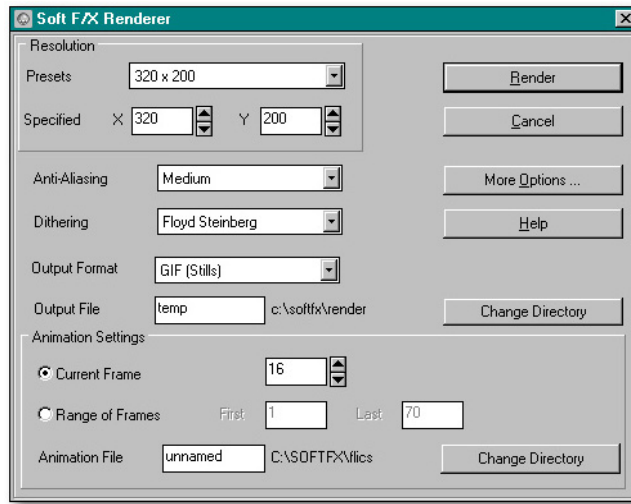 Soft F/X Renderer
Resolution
Presets 320 x 200 Render
Specified X 320 Y 200 Cancel
Anti-Aliasing Medium More Options ...
Dithering Floyd Steinberg Help
Output Format GIF (Stills)
Output File temp c:\softfx\render Change Directory
Animation Settings
Current Frame 16
Range of Frames First 1 Last 70
Animation File unnamed C:\SOFTFX\flics Change Directory